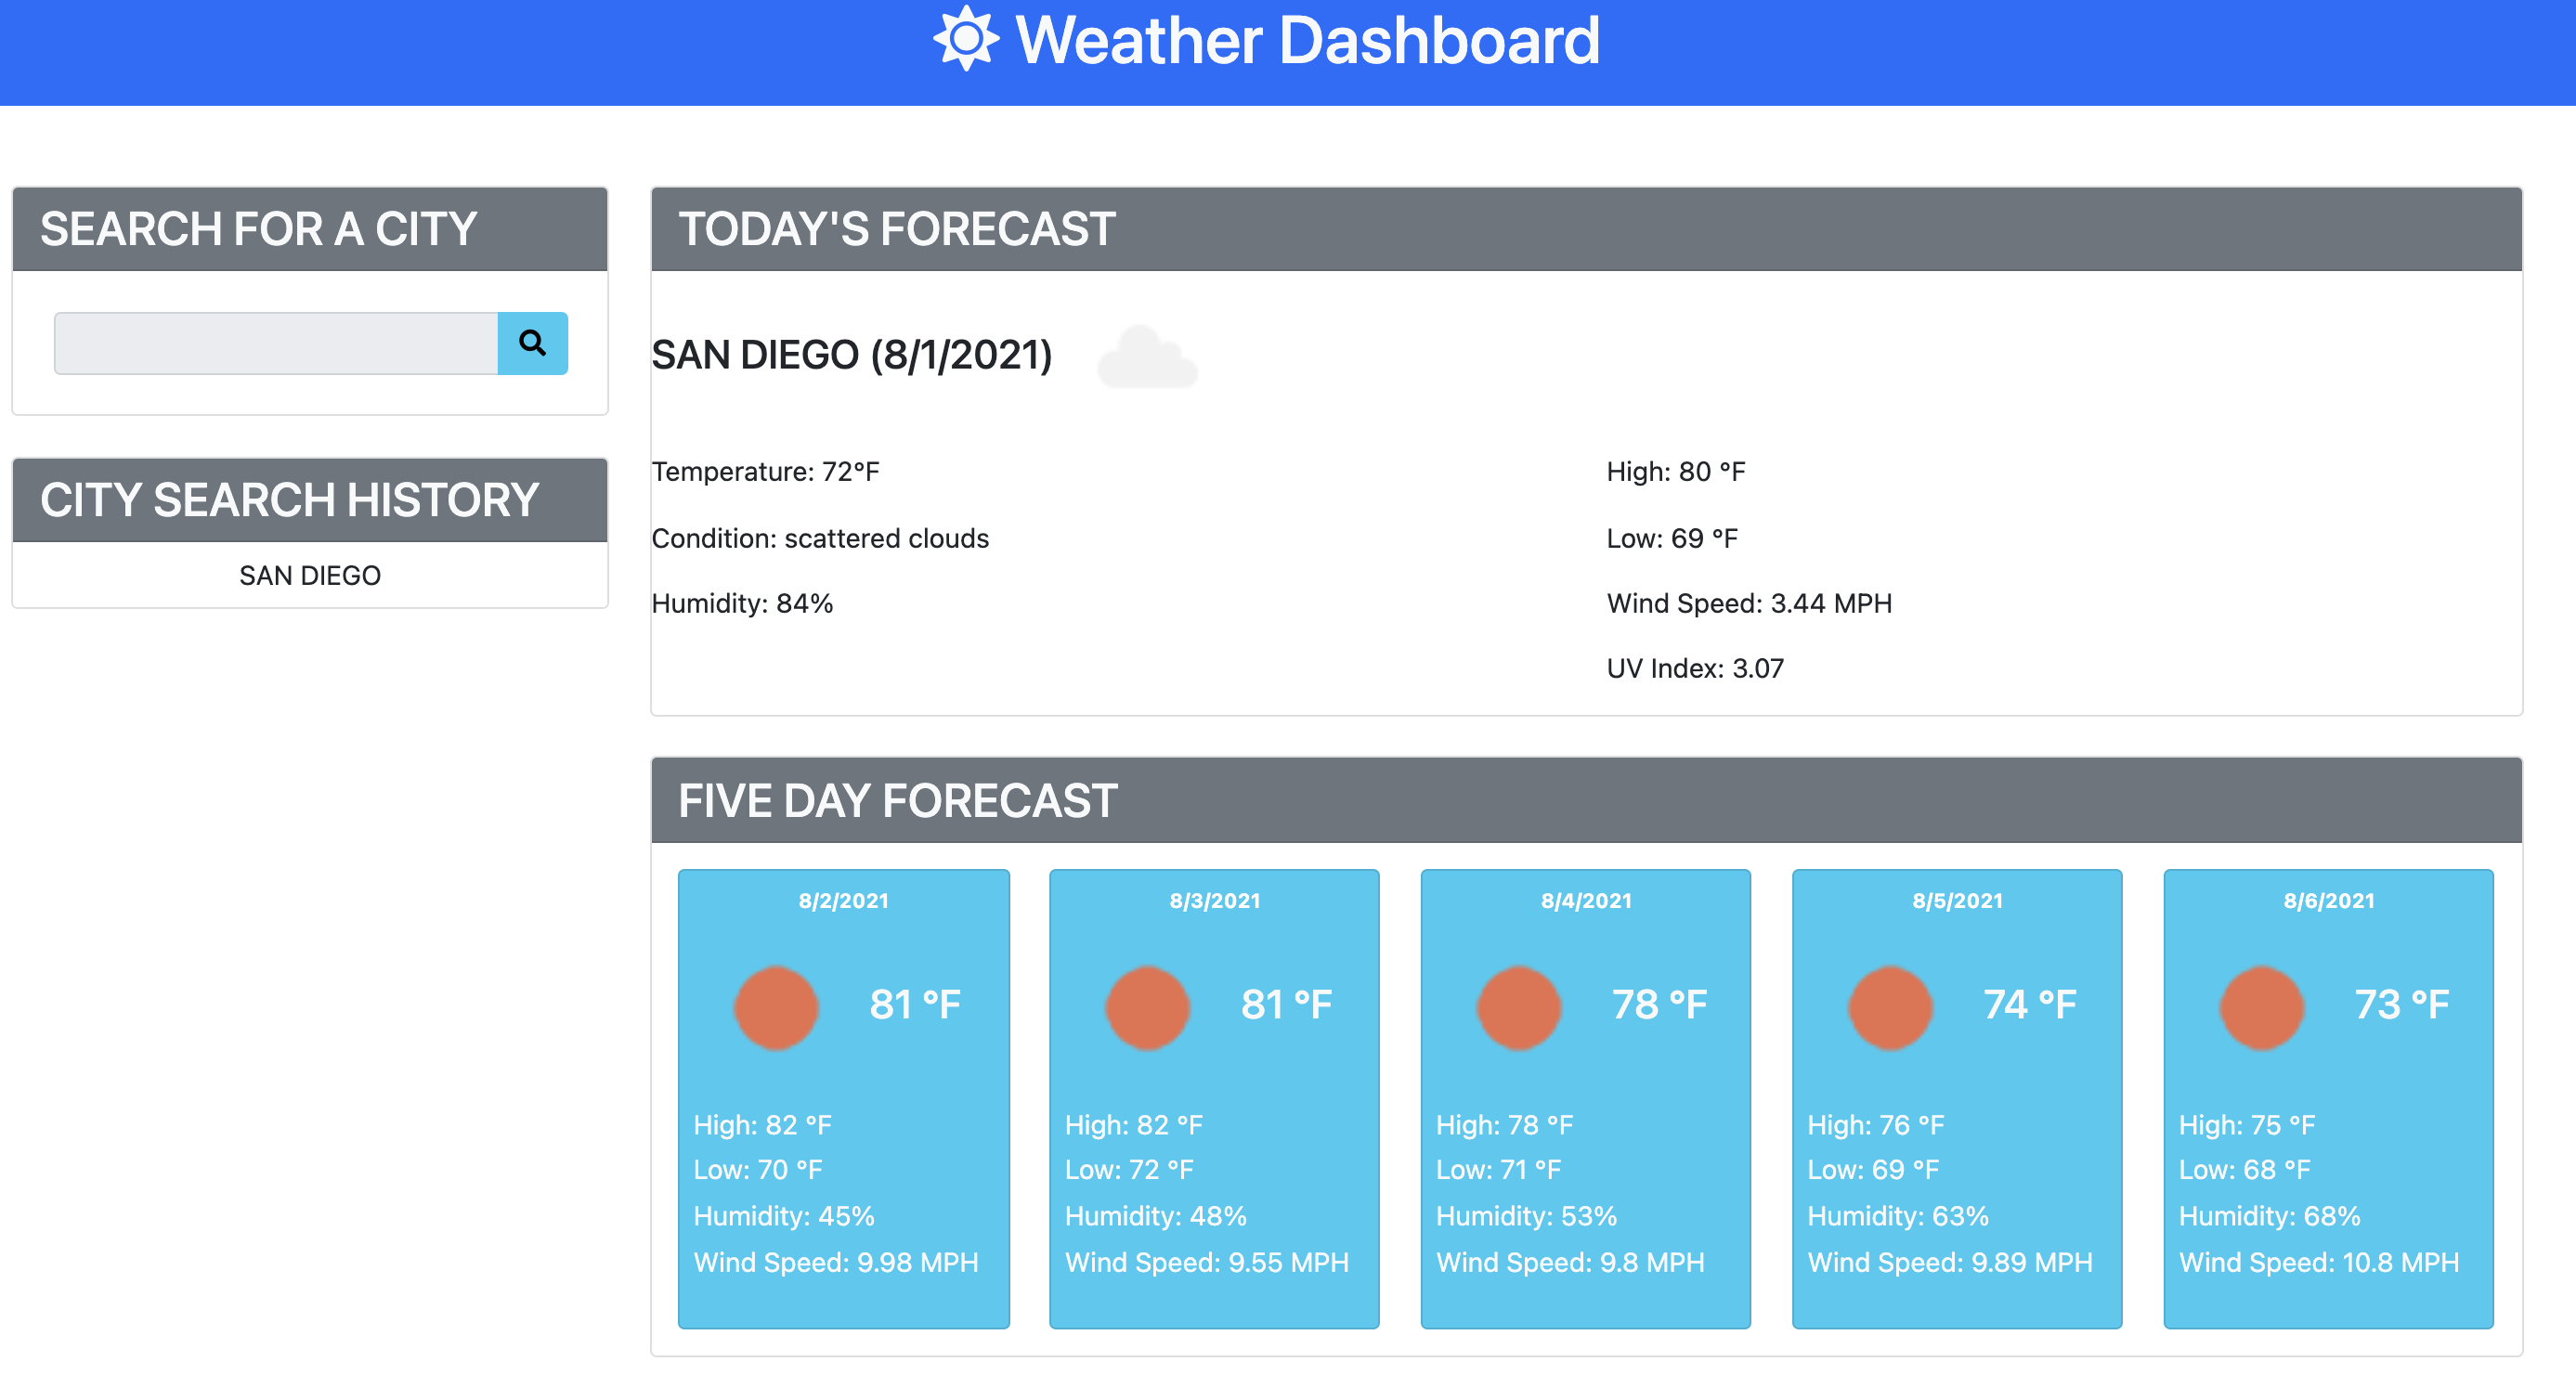 Weather Dashboard
SEARCH FOR A CITY
CITY SEARCH HISTORY
SAN DIEGO
TODAY'S FORECAST
SAN DIEGO (8/1/2021)
Temperature: 72°F
Condition: scattered clouds
Humidity: 84%
High: 80 °F
Low: 69 °F
Wind Speed: 3.44 MPH
UV Index: 3.07
FIVE DAY FORECAST
8/2/2021
81 °F
High: 82 °F
Low: 70 °F
Humidity: 45%
Wind Speed: 9.98 MPH
8/3/2021
81 °F
High: 82 °F
Low: 72 °F
Humidity: 48%
Wind Speed: 9.55 MPH
8/4/2021
78 °F
High: 78 °F
Low: 71 °F
Humidity: 53%
Wind Speed: 9.8 MPH
8/5/2021
74 °F
High: 76 °F
Low: 69 °F
Humidity: 63%
Wind Speed: 9.89 MPH
8/6/2021
73 °F
High: 75 °F
Low: 68 °F
Humidity: 68%
Wind Speed: 10.8 MPH